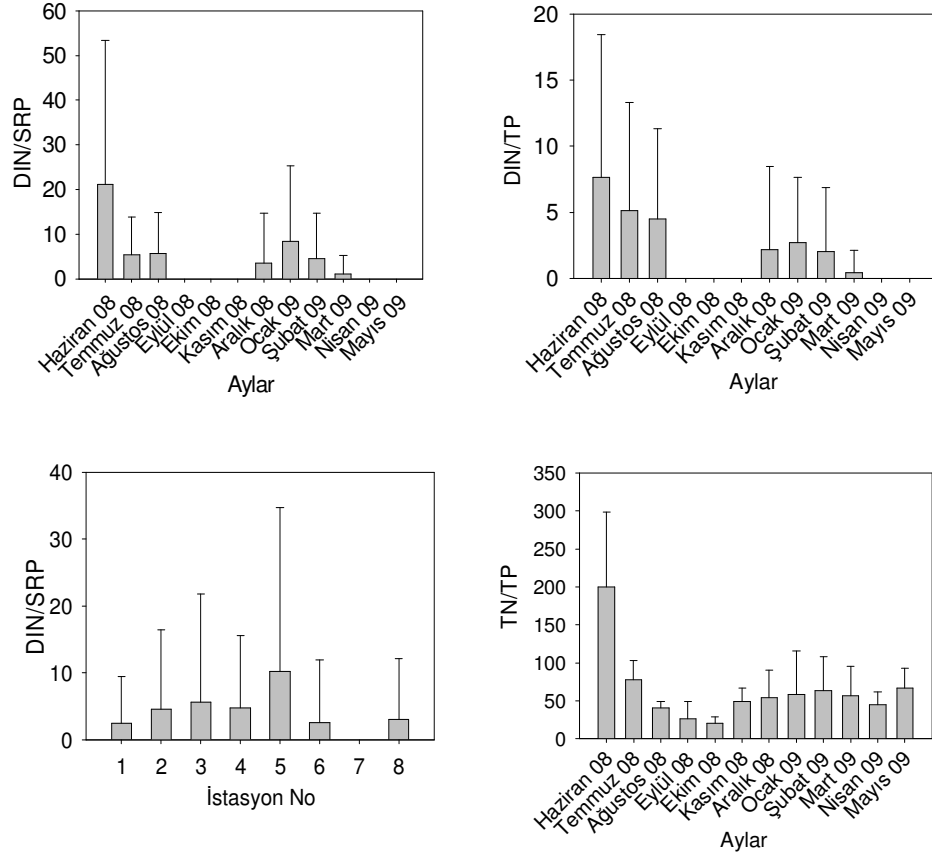 60
50
40
30
20
10
0
DIN/SRP
Haziran 08
Temmuz 08
Ağustos 08
Eylül 08
Ekim 08
Kasım 08
Aralık 08
Ocak 09
Şubat 09
Mart 09
Nisan 09
Mayıs 09
Aylar
20
15
10
5
0
DIN/TP
Haziran 08
Temmuz 08
Ağustos 08
Eylül 08
Ekim 08
Kasım 08
Aralık 08
Ocak 09
Şubat 09
Mart 09
Nisan 09
Mayıs 09
Aylar
40
30
20
10
0
DIN/SRP
1 2 3 4 5 6 7 8
İstasyon No
350
300
250
200
150
100
50
0
TN/TP
Haziran 08
Temmuz 08
Ağustos 08
Eylül 08
Ekim 08
Kasım 08
Aralık 08
Ocak 09
Şubat 09
Mart 09
Nisan 09
Mayıs 09
Aylar